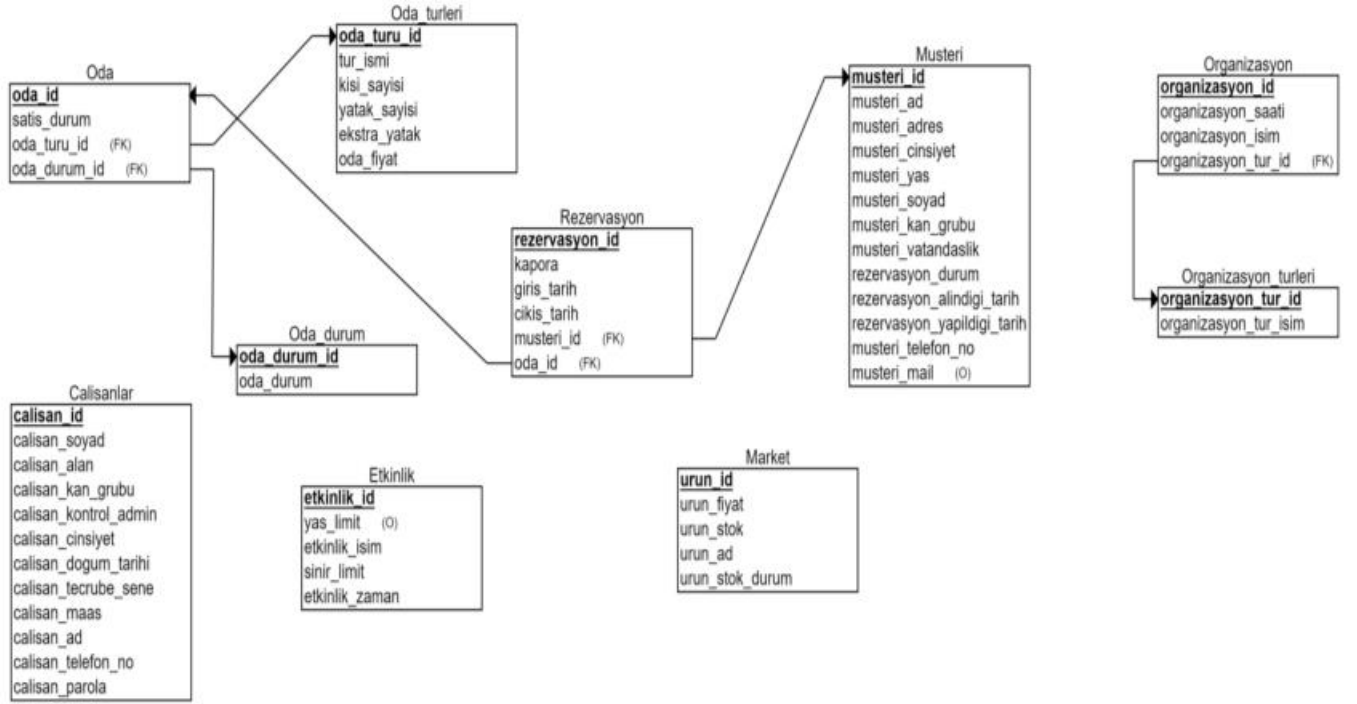 Oda
oda_id
satis_durum
oda_turu_id (FK)
oda_durum_id (FK)
Oda_turleri
oda_turu_id
tur_ismi
kisi_sayisi
yatak_sayisi
ekstra_yatak
oda_fiyat
Oda_durum
oda_durum_id
oda_durum
Rezervasyon
rezervasyon_id
kapora
giris_tarih
cikis_tarih
musteri_id (FK)
oda_id (FK)
Musteri
musteri_id
musteri_ad
musteri_adres
musteri_cinsiyet
musteri_yas
musteri_soyad
musteri_kan_grubu
musteri_vatandaslik
rezervasyon_durum
rezervasyon_alindigi_tarih
rezervasyon_yapildigi_tarih
musteri_telefon_no
musteri_mail (O)
Organizasyon
organizasyon_id
organizasyon_saati
organizasyon_isim
organizasyon_tur_id (FK)
Organizasyon_turleri
organizasyon_tur_id
organizasyon_tur_isim
Calisanlar
calisan_id
calisan_soyad
calisan_alan
calisan_kan_grubu
calisan_kontrol_admin
calisan_cinsiyet
calisan_dogum_tarihi
calisan_tecrube_sene
calisan_maas
calisan_ad
calisan_telefon_no
calisan_parola
Etkinlik
etkinlik_id
yas_limit (O)
etkinlik_isim
sinir_limit
etkinlik_zaman
Market
urun_id
urun_fiyat
urun_stok
urun_ad
urun_stok_durum